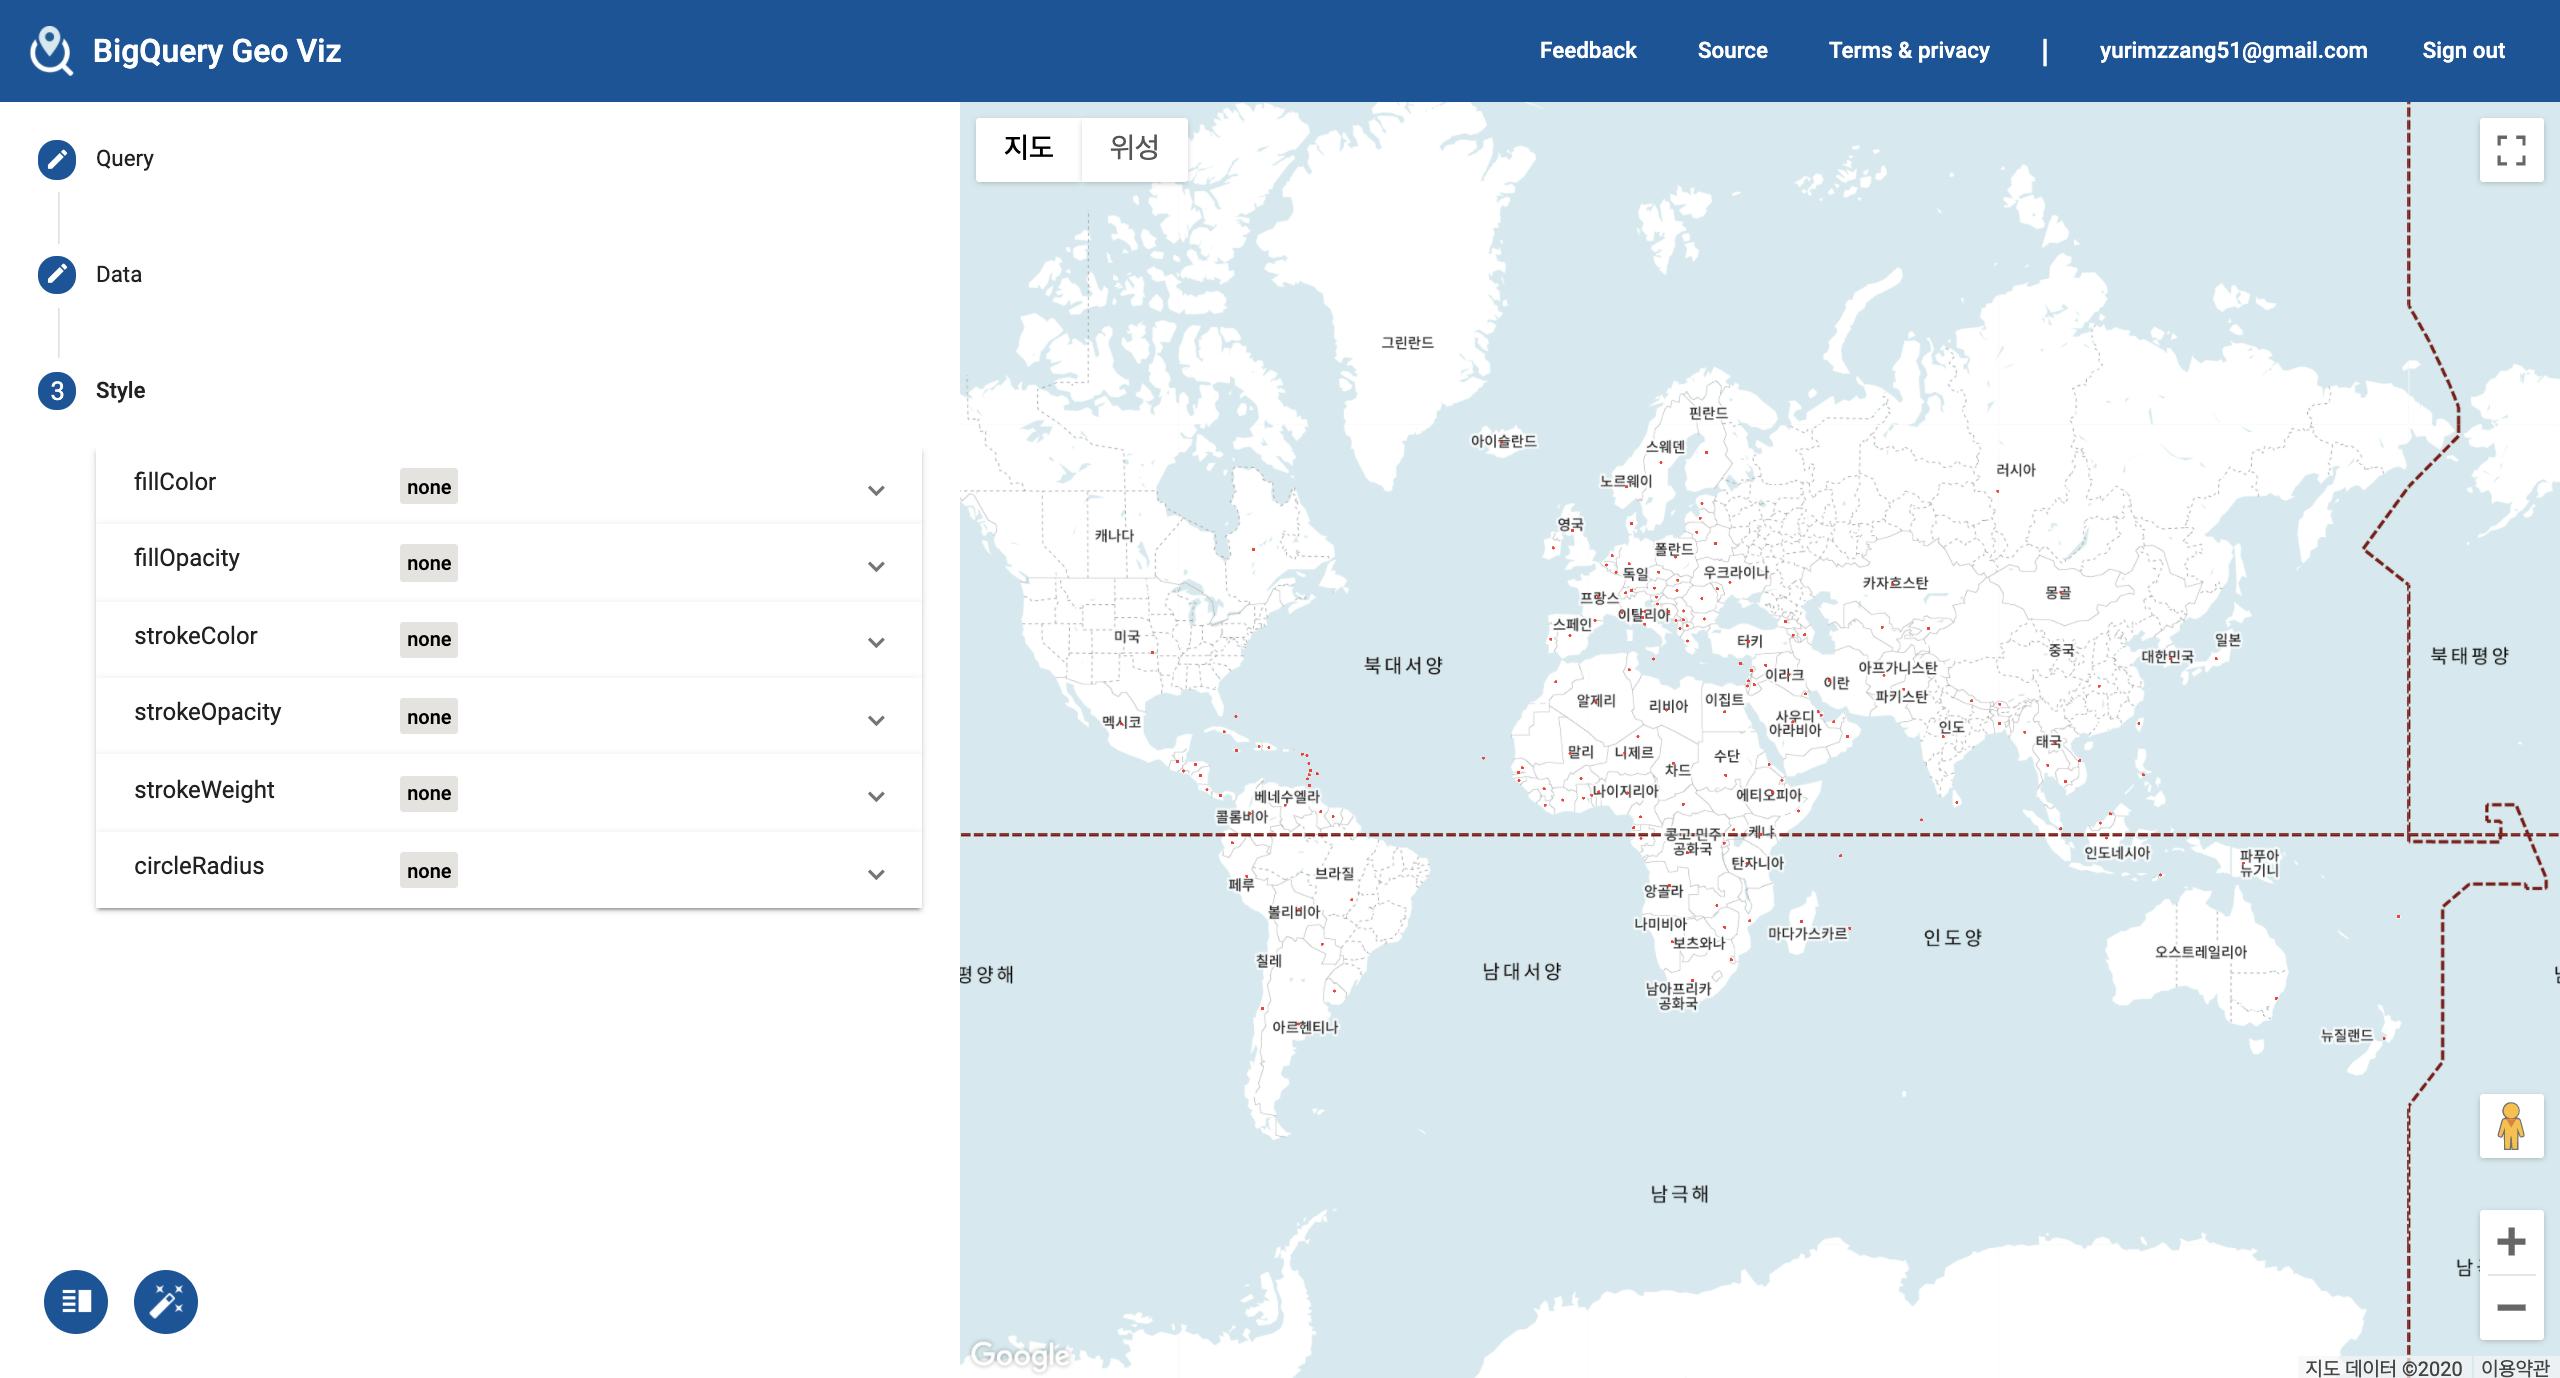 BigQuery Geo Viz
Feedback
Source
Terms & privacy
|
yurimzzang51@gmail.com
Sign out
Query
Data
3
Style
fillColor
none
fillOpacity
none
strokeColor
none
strokeOpacity
none
strokeWeight
none
circleRadius
none
지도
위성
그린란드
핀란드
아이슬란드
스웨덴
노르웨이
러시아
영국
캐나다
폴란드
독일
우크라이나
카자흐스탄
몽골
프랑스
이탈리아
스페인
미국
터키
일본
중국
대한민국
북대서양
북태평양
아프가니스탄
이라크
이란
파키스탄
알제리
리비아
이집트
멕시코
사우디
아라비아
인도
태국
말리
니제르
수단
차드
나이지리아
에티오피아
베네수엘라
콜롬비아
콩고 민주
공화국
케냐
인도네시아
파푸아
뉴기니
탄자니아
브라질
페루
앙골라
볼리비아
나미비아
보츠와나
마다가스카르
인도양
오스트레일리아
칠레
평양해
남대서양
남아프리카
공화국
아르헨티나
뉴질랜드
남극해
남
Google
지도 데이터 ©2020
이용약관